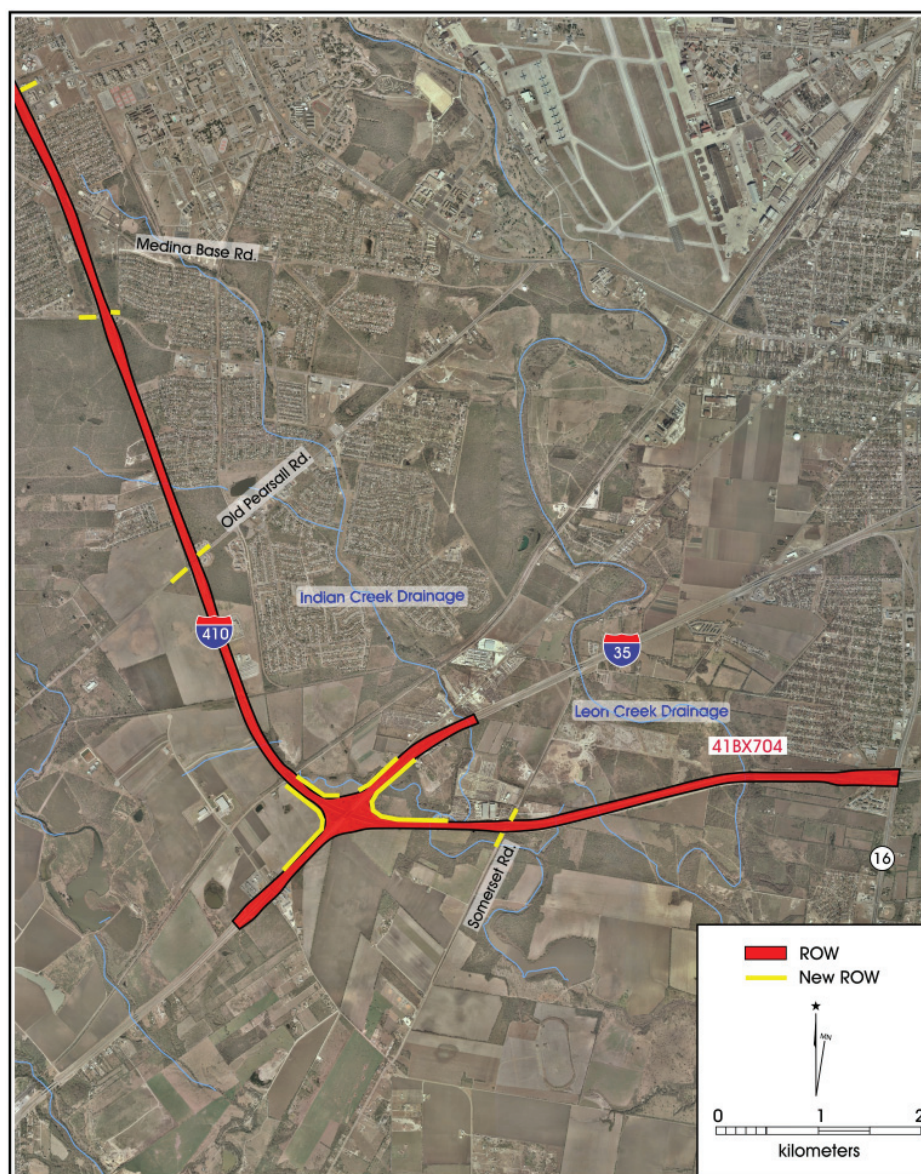 Medina Base Rd.
Old Pearsall Rd.
Indian Creek Drainage
410
35
Leon Creek Drainage
41BX704
Somerset Rd.
16
ROW
New ROW
MN
0 1 2
kilometers